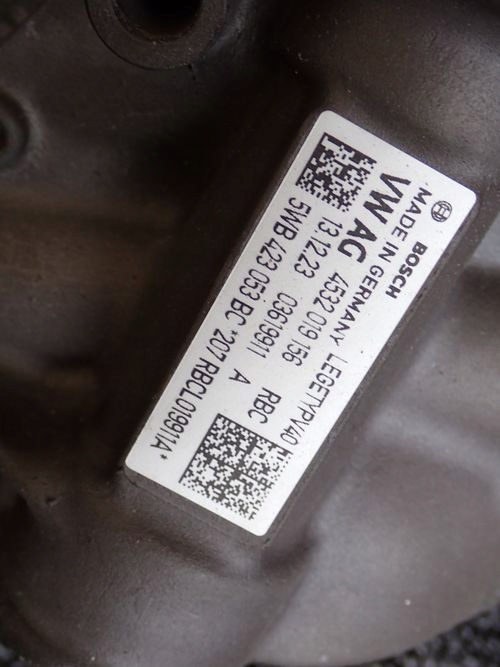 BOSCH
MADE IN GERMANY LEGETYPV40
VW AG 4532 019 156 RBC
13.12.23 03619911 A
5WB 423 053 BC *207 RBCL019911A*